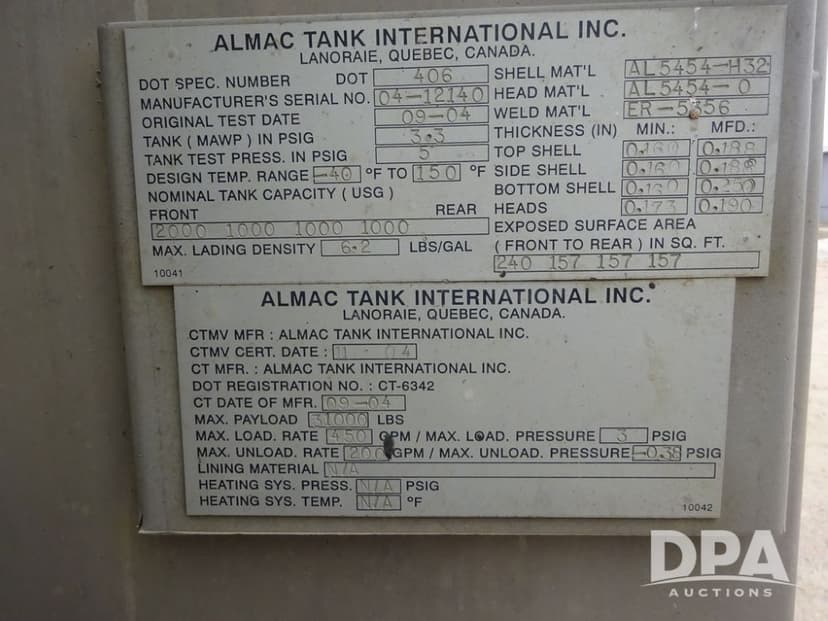 ALMAC TANK INTERNATIONAL INC.
LANORAIE, QUEBEC, CANADA.
DOT SPEC. NUMBER DOT 406
MANUFACTURER'S SERIAL NO. 04-12140
ORIGINAL TEST DATE 09-04
TANK ( MAWP ) IN PSIG 3.3
TANK TEST PRESS. IN PSIG 5
DESIGN TEMP. RANGE -40 °F TO 150 °F
NOMINAL TANK CAPACITY ( USG )
FRONT REAR
2000 1000 1000 1000
MAX. LADING DENSITY 6.2 LBS/GAL
10041
SHELL MAT'L AL5454-H32
HEAD MAT'L AL5454-0
WELD MAT'L ER-5356
THICKNESS (IN) MIN.: MFD.:
TOP SHELL 0.160 0.188
SIDE SHELL 0.160 0.188
BOTTOM SHELL 0.250
HEADS 0.173 0.190
EXPOSED SURFACE AREA
( FRONT TO REAR ) IN SQ. FT.
240 157 157 157
ALMAC TANK INTERNATIONAL INC.
LANORAIE, QUEBEC, CANADA.
CTMV MFR : ALMAC TANK INTERNATIONAL INC.
CTMV CERT. DATE : 11-04
CT MFR. : ALMAC TANK INTERNATIONAL INC.
DOT REGISTRATION NO. : CT-6342
CT DATE OF MFR. 09-04
MAX. PAYLOAD 31000 LBS
MAX. LOAD. RATE 450 GPM / MAX. LOAD. PRESSURE 3 PSIG
MAX. UNLOAD. RATE 200 GPM / MAX. UNLOAD. PRESSURE -0.38 PSIG
LINING MATERIAL N/A
HEATING SYS. PRESS. N/A PSIG
HEATING SYS. TEMP. N/A °F
10042
DPA
AUCTIONS